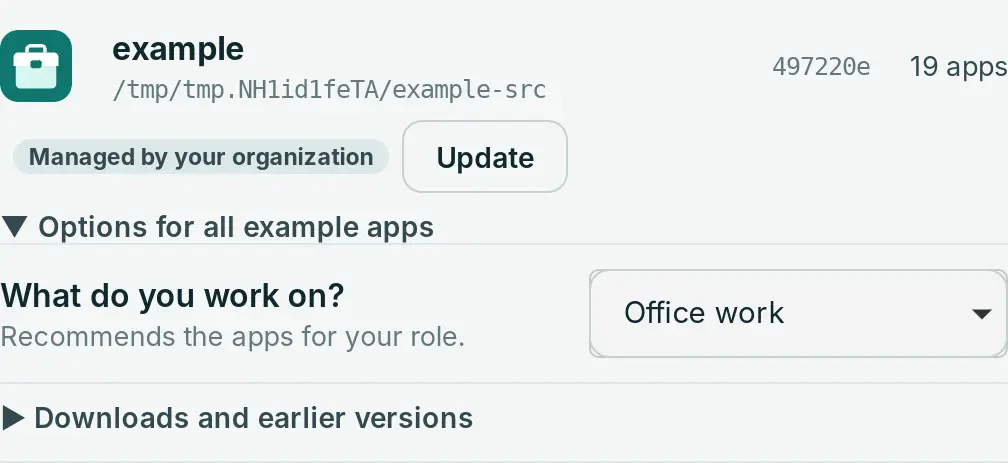 example
/tmp/tmp.NH1id1feTA/example-src
497220e
19 apps
Managed by your organization
Update
Options for all example apps
What do you work on?
Recommends the apps for your role.
Office work
Downloads and earlier versions